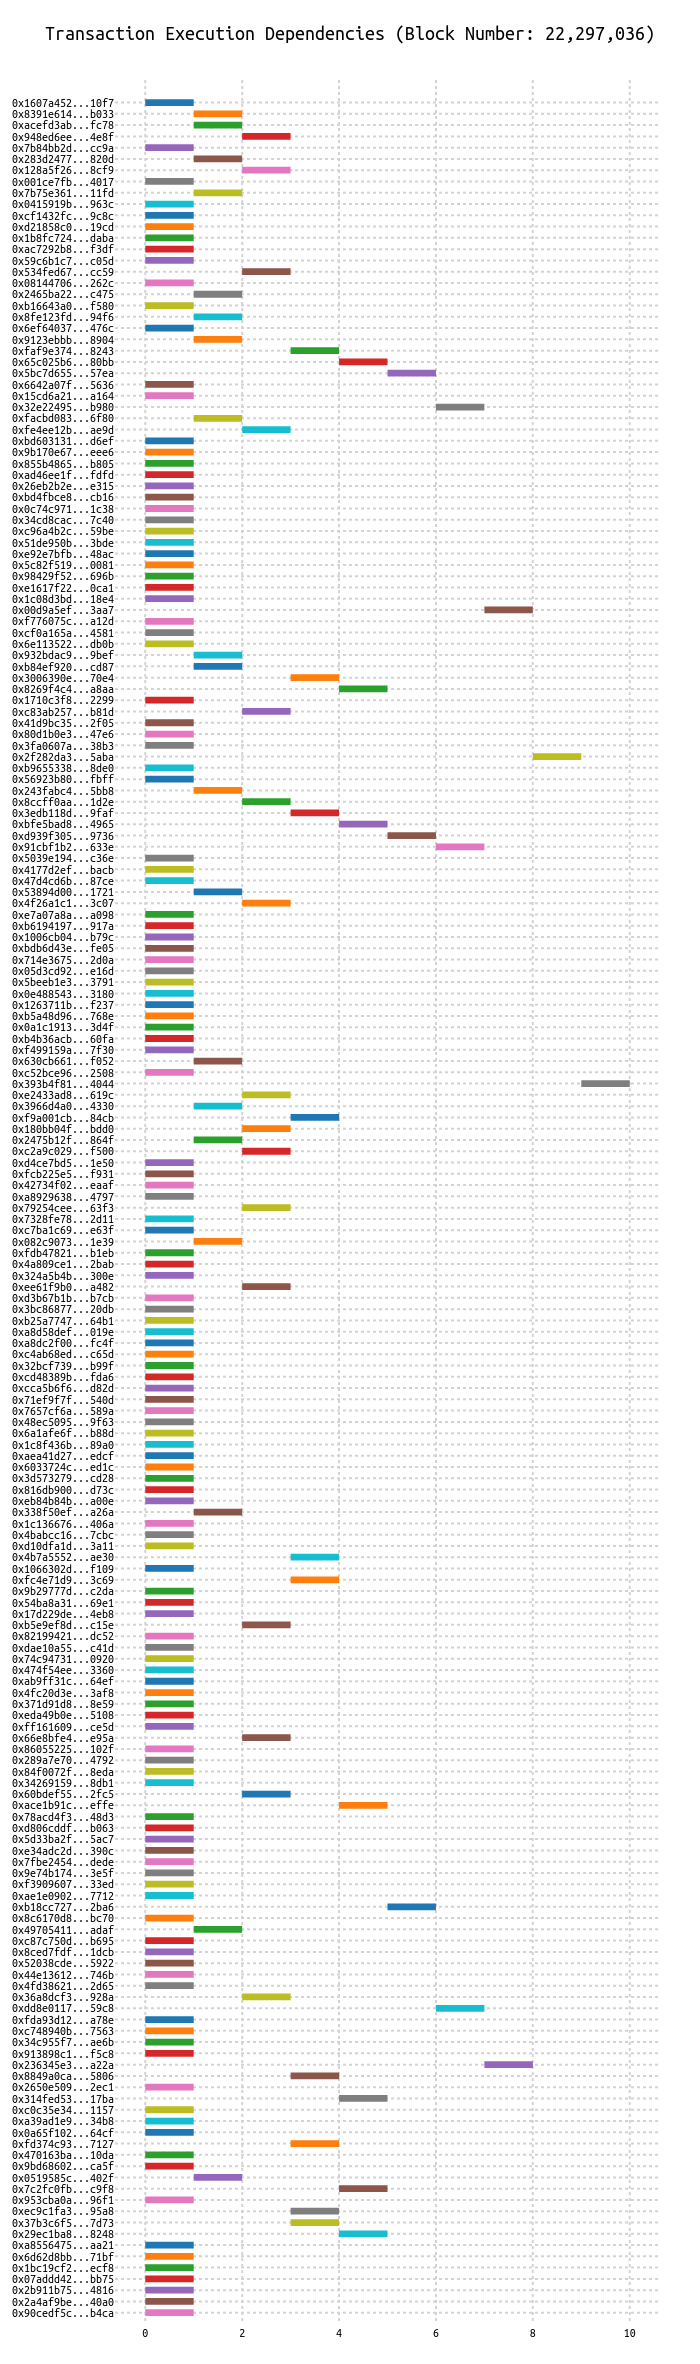 Transaction Execution Dependencies (Block Number: 22,297,036)
0x1607a452...10f7
0x8391e614...b033
0xacefd3ab...fc78
0x948ed6ee...4e8f
0x7b84bb2d...cc9a
0x283d2477...820d
0x128a5f26...8cf9
0x001ce7fb...4017
0x7b75e361...11fd
0x0415919b...963c
0xcf1432fc...9c8c
0xd21858c0...19cd
0x1b8fc724...daba
0xac7292b8...f3df
0x59c6b1c7...c05d
0x534fed67...cc59
0x08144706...262c
0x2465ba22...c475
0xb16643a0...f580
0x8fe123fd...94f6
0x6ef64037...476c
0x9123ebbb...8904
0xfaf9e374...8243
0x65c025b6...80bb
0x5bc7d655...57ea
0x6642a07f...5636
0x15cd6a21...a164
0x32e22495...b980
0xfacbd083...6f80
0xfe4ee12b...ae9d
0xbd603131...d6ef
0x9b170e67...eee6
0x855b4865...b805
0xad46ee1f...fdfd
0x26eb2b2e...e315
0xbd4fbce8...cb16
0x0c74c971...1c38
0x34cd8cac...7c40
0xc96a4b2c...59be
0x51de950b...3bde
0xe92e7bfb...48ac
0x5c82f519...0081
0x98429f52...696b
0xe1617f22...0ca1
0x1c08d3bd...18e4
0x00d9a5ef...3aa7
0xf776075c...a12d
0xcf0a165a...4581
0x6e113522...db0b
0x932bdac9...9bef
0xb84ef920...cd87
0x3006390e...70e4
0x8269f4c4...a8aa
0x1710c3f8...2299
0xc83ab257...b81d
0x41d9bc35...2f05
0x80d1b0e3...47e6
0x3fa0607a...38b3
0x2f282da3...5aba
0xb9655338...8de0
0x56923b80...fbff
0x243fabc4...5bb8
0x8ccff0aa...1d2e
0x3edb118d...9faf
0xbfe5bad8...4965
0xd939f305...9736
0x91cbf1b2...633e
0x5039e194...c36e
0x4177d2ef...bacb
0x47d4cd6b...87ce
0x53894d00...1721
0x4f26a1c1...3c07
0xe7a07a8a...a098
0xb6194197...917a
0x1006cb04...b79c
0xbdb6d43e...fe05
0x714e3675...2d0a
0x05d3cd92...e16d
0x5beeb1e3...3791
0x0e488543...3180
0x1263711b...f237
0xb5a48d96...768e
0x0a1c1913...3d4f
0xb4b36acb...60fa
0xf499159a...7f30
0x630cb661...f052
0xc52bce96...2508
0x393b4f81...4044
0xe2433ad8...619c
0x3966d4a0...4330
0xf9a001cb...84cb
0x180bb04f...bdd0
0x2475b12f...864f
0xc2a9c029...f500
0xd4ce7bd5...1e50
0xfcb225e5...f931
0x42734f02...eaaf
0xa8929638...4797
0x79254cee...63f3
0x7328fe78...2d11
0xc7ba1c69...e63f
0x082c9073...1e39
0xfdb47821...b1eb
0x4a809ce1...2bab
0x324a5b4b...300e
0xee61f9b0...a482
0xd3b67b1b...b7cb
0x3bc86877...20db
0xb25a7747...64b1
0xa8d58def...019e
0xa8dc2f00...fc4f
0xc4ab68ed...c65d
0x32bcf739...b99f
0xcd48389b...fda6
0xcca5b6f6...d82d
0x71ef9f7f...540d
0x7657cf6a...589a
0x48ec5095...9f63
0x6a1afe6f...b88d
0x1c8f436b...89a0
0xaea41d27...edcf
0x6033724c...ed1c
0x3d573279...cd28
0x816db900...d73c
0xeb84b84b...a00e
0x338f50ef...a26a
0x1c136676...406a
0x4babcc16...7cbc
0xd10dfa1d...3a11
0x4b7a5552...ae30
0x1066302d...f109
0xfc4e71d9...3c69
0x9b29777d...c2da
0x54ba8a31...69e1
0x17d229de...4eb8
0xb5e9ef8d...c15e
0x82199421...dc52
0xdae10a55...c41d
0x74c94731...0920
0x474f54ee...3360
0xab9ff31c...64ef
0x4fc20d3e...3af8
0x371d91d8...8e59
0xeda49b0e...5108
0xff161609...ce5d
0x66e8bfe4...e95a
0x86055225...102f
0x289a7e70...4792
0x84f0072f...8eda
0x34269159...8db1
0x60bdef55...2fc5
0xace1b91c...effe
0x78acd4f3...48d3
0xd806cddf...b063
0x5d33ba2f...5ac7
0xe34adc2d...390c
0x7fbe2454...dede
0x9e74b174...3e5f
0xf3909607...33ed
0xae1e0902...7712
0xb18cc727...2ba6
0x8c6170d8...bc70
0x49705411...adaf
0xc87c750d...b695
0x8ced7fdf...1dcb
0x52038cde...5922
0x44e13612...746b
0x4fd38621...2d65
0x36a8dcf3...928a
0xdd8e0117...59c8
0xfda93d12...a78e
0xc748940b...7563
0x34c955f7...ae6b
0x913898c1...f5c8
0x236345e3...a22a
0x8849a0ca...5806
0x2650e509...2ec1
0x314fed53...17ba
0xc0c35e34...1157
0xa39ad1e9...34b8
0x0a65f102...64cf
0xfd374c93...7127
0x470163ba...10da
0x9bd68602...ca5f
0x0519585c...402f
0x7c2fc0fb...c9f8
0x953cba0a...96f1
0xec9c1fa3...95a8
0x37b3c6f5...7d73
0x29ec1ba8...8248
0xa8556475...aa21
0x6d62d8bb...71bf
0x1bc19cf2...ecf8
0x07addd42...bb75
0x2b911b75...4816
0x2a4af9be...40a0
0x90cedf5c...b4ca
0 2 4 6 8 10